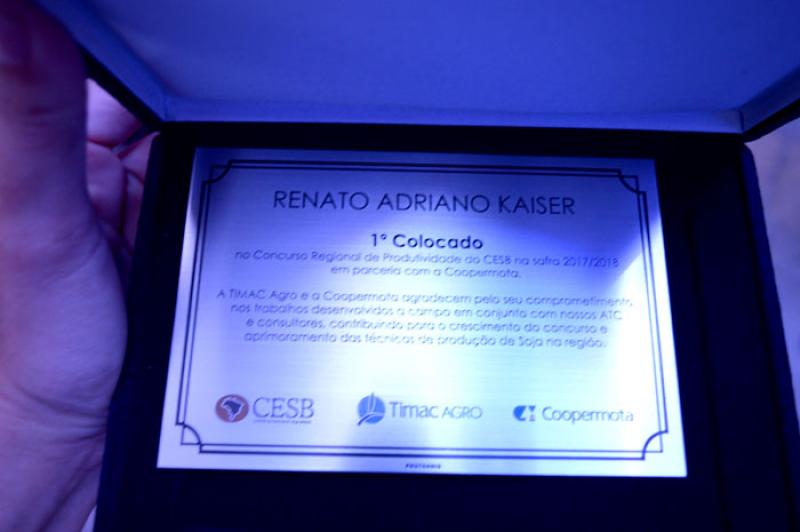 RENATO ADRIANO KAISER
1º Colocado
no Concurso Regional de Produtividade do CESB na safra 2017/2018
em parceria com a Coopermota.
A TIMAC Agro e a Coopermota agradecem pelo seu comprometimento
nos trabalhos desenvolvidos a campo em conjunto com nossos ATC
e consultores, contribuindo para o crescimento do concurso e
aprimoramento das técnicas de produção de Soja na região.
CESB
Timac AGRO
Coopermota